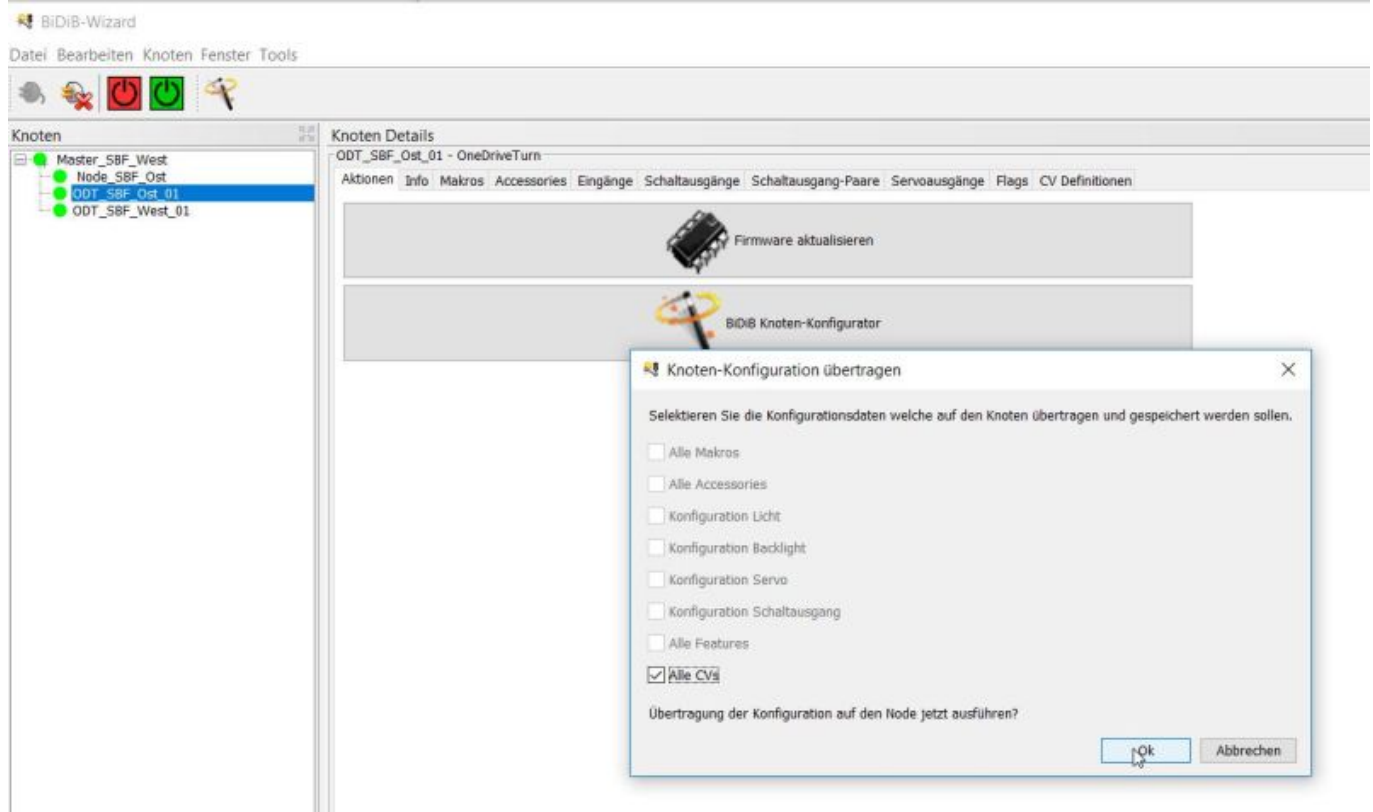 BiDiB-Wizard
Datei Bearbeiten Knoten Fenster Tools
Knoten
Master_SBF_West
Node_SBF_Ost
ODT_SBF_Ost_01
ODT_SBF_West_01
Knoten Details
ODT_SBF_Ost_01 - OneDriveTurn
Aktionen Info Makros Accessories Eingänge Schaltausgänge Schaltausgang-Paare Servoausgänge Flags CV Definitionen
Firmware aktualisieren
BiDiB Knoten-Konfigurator
Knoten-Konfiguration übertragen
Selektieren Sie die Konfigurationsdaten welche auf den Knoten übertragen und gespeichert werden sollen.
Alle Makros
Alle Accessories
Konfiguration Licht
Konfiguration Backlight
Konfiguration Servo
Konfiguration Schaltausgang
Alle Features
Alle CVs
Übertragung der Konfiguration auf den Node jetzt ausführen?
Ok Abbrechen